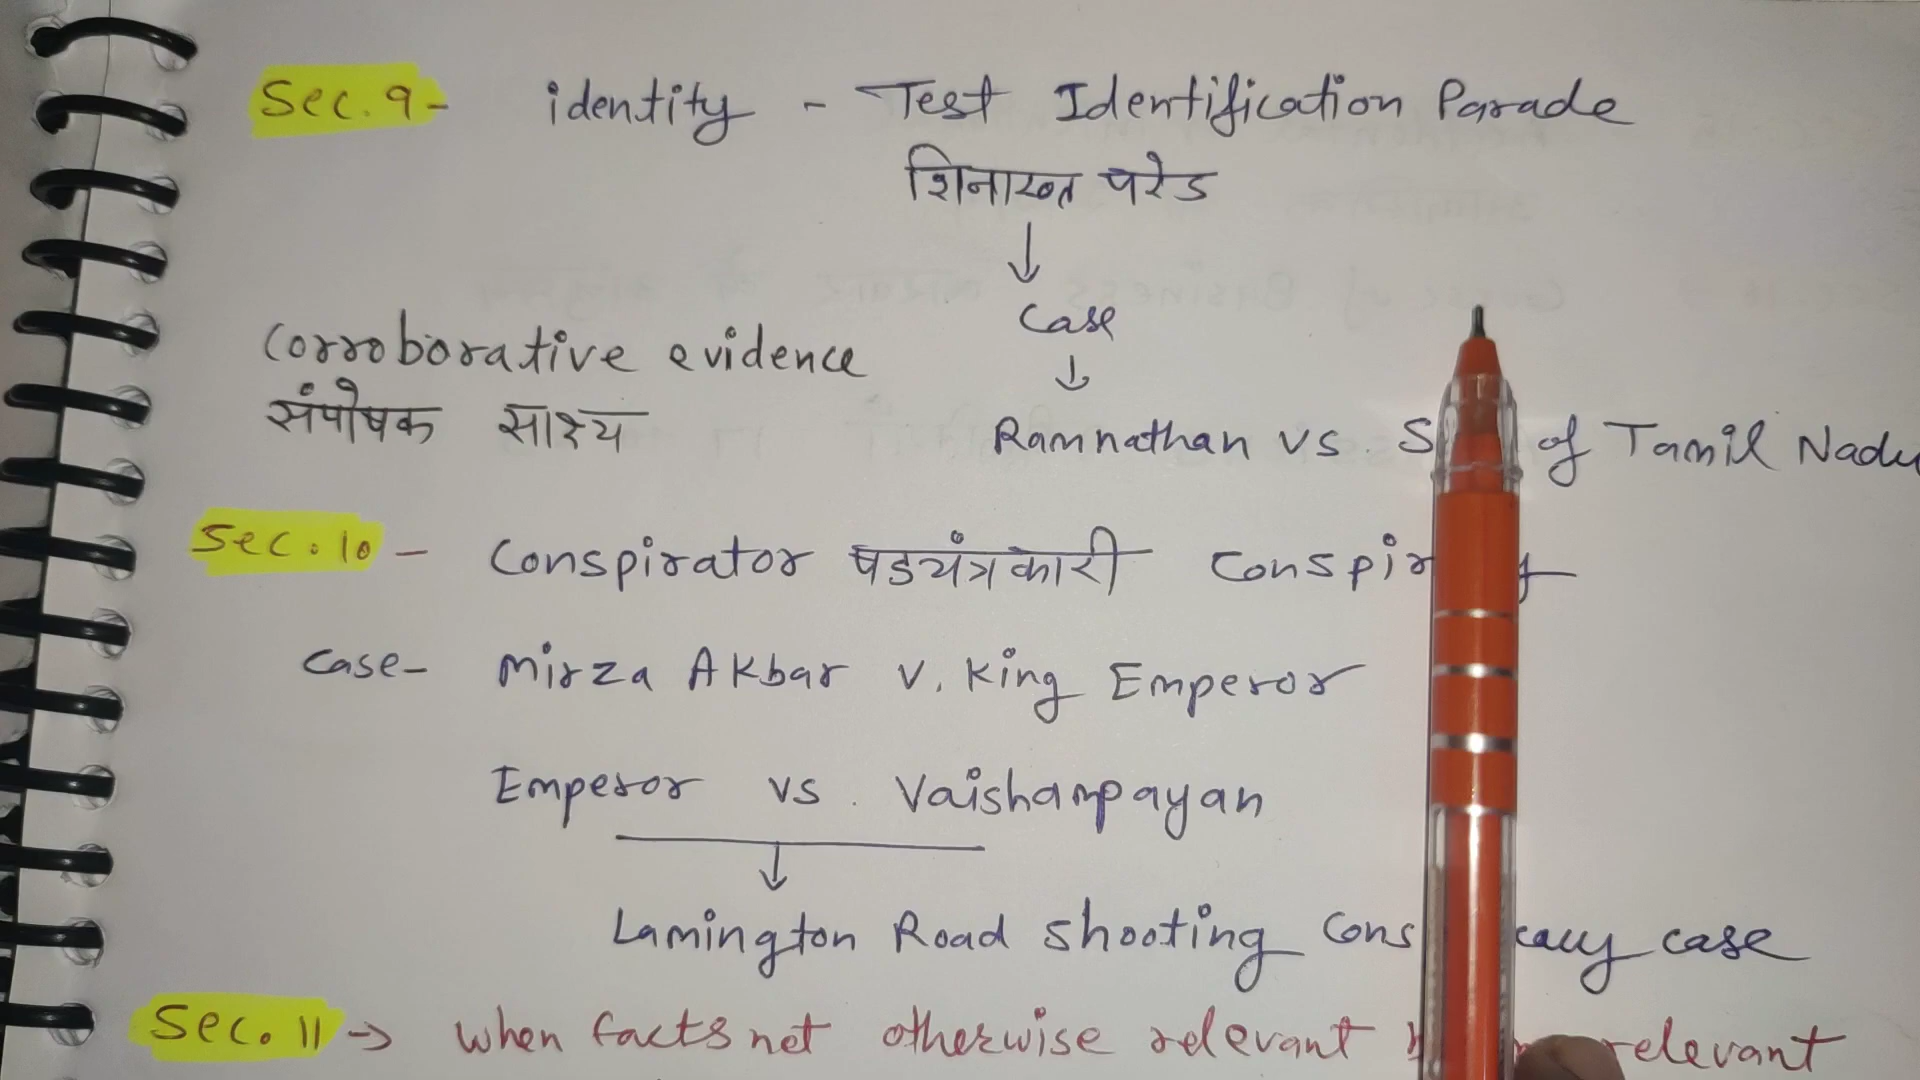 Sec. 9 - identity - Test Identification Parade
शिनाख्त परेड
Case
Corroborative evidence
संपोषक साक्ष्य
Ramnathan vs. of Tamil Nadu
Sec. 10 - Conspirator षडयंत्रकारी
Case - Mirza Akbar v. King Emperor
Emperor vs. Vaishampayan
Lamington Road shooting case
Sec. 11 → when facts not otherwise relevant relevant